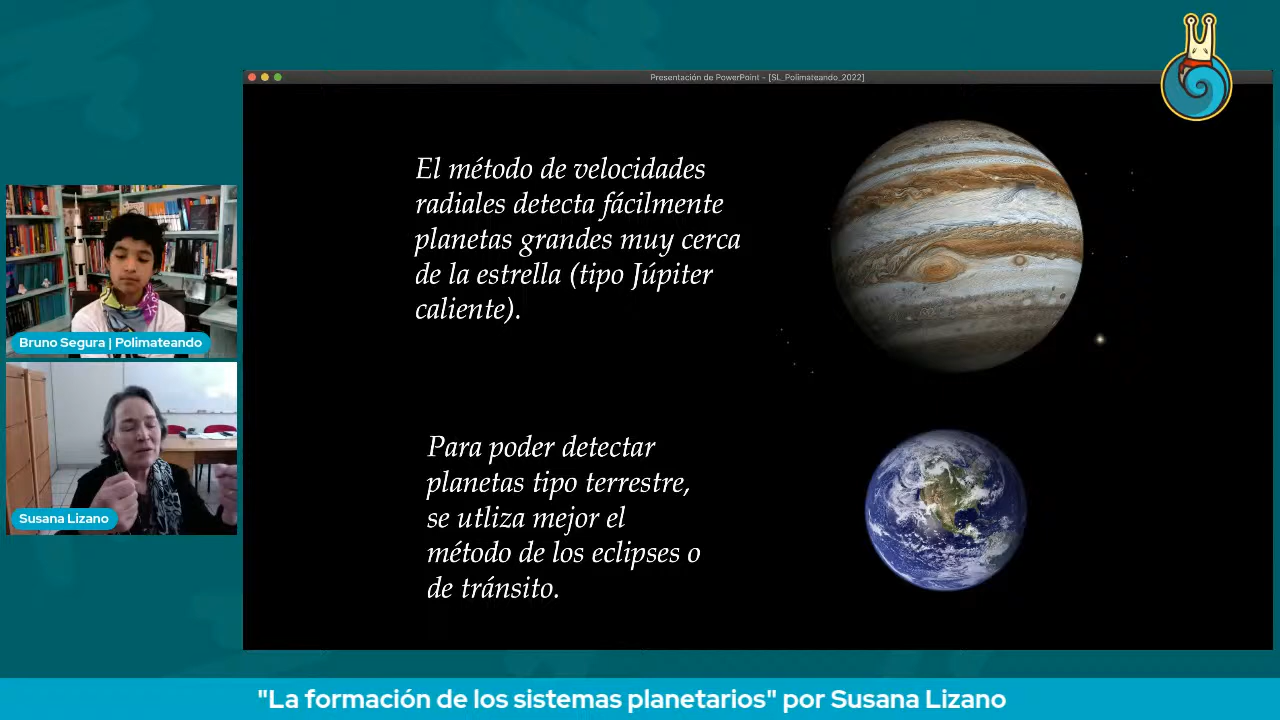 Presentación de PowerPoint - [SL_Polimateando_2022]
El método de velocidades
radiales detecta fácilmente
planetas grandes muy cerca
de la estrella (tipo Júpiter
caliente).
Bruno Segura | Polimateando
Susana Lizano
Para poder detectar
planetas tipo terrestre,
se utliza mejor el
método de los eclipses o
de tránsito.
"La formación de los sistemas planetarios" por Susana Lizano